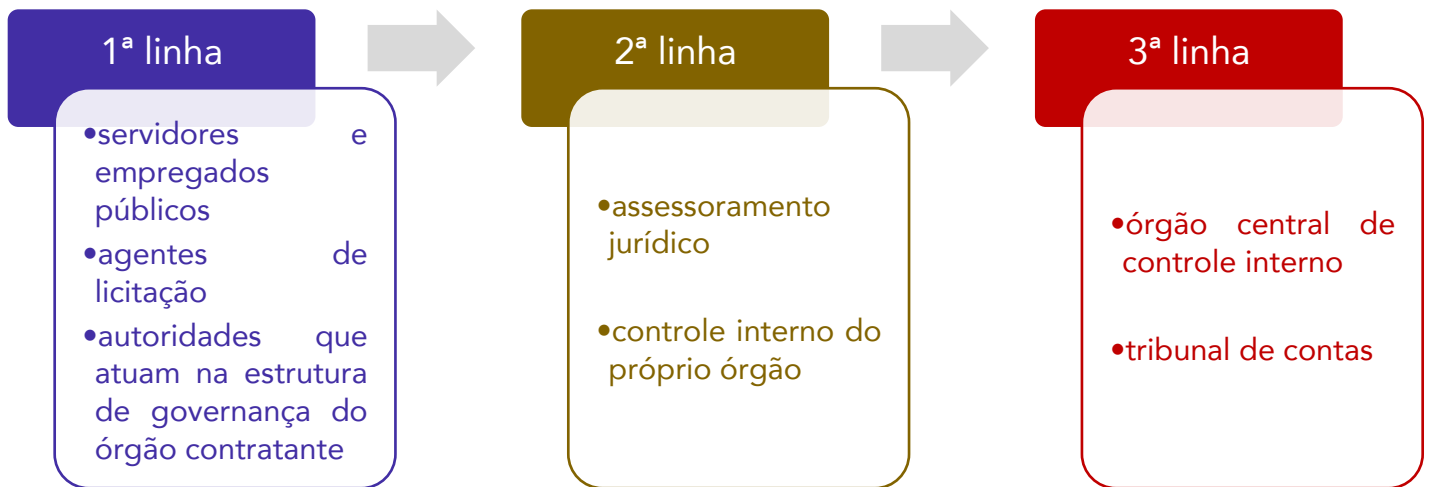 1ª linha
•servidores e
empregados
públicos
•agentes de
licitação
•autoridades que
atuam na estrutura
de governança do
órgão contratante
2ª linha
•assessoramento
jurídico
•controle interno do
próprio órgão
3ª linha
•órgão central de
controle interno
•tribunal de contas